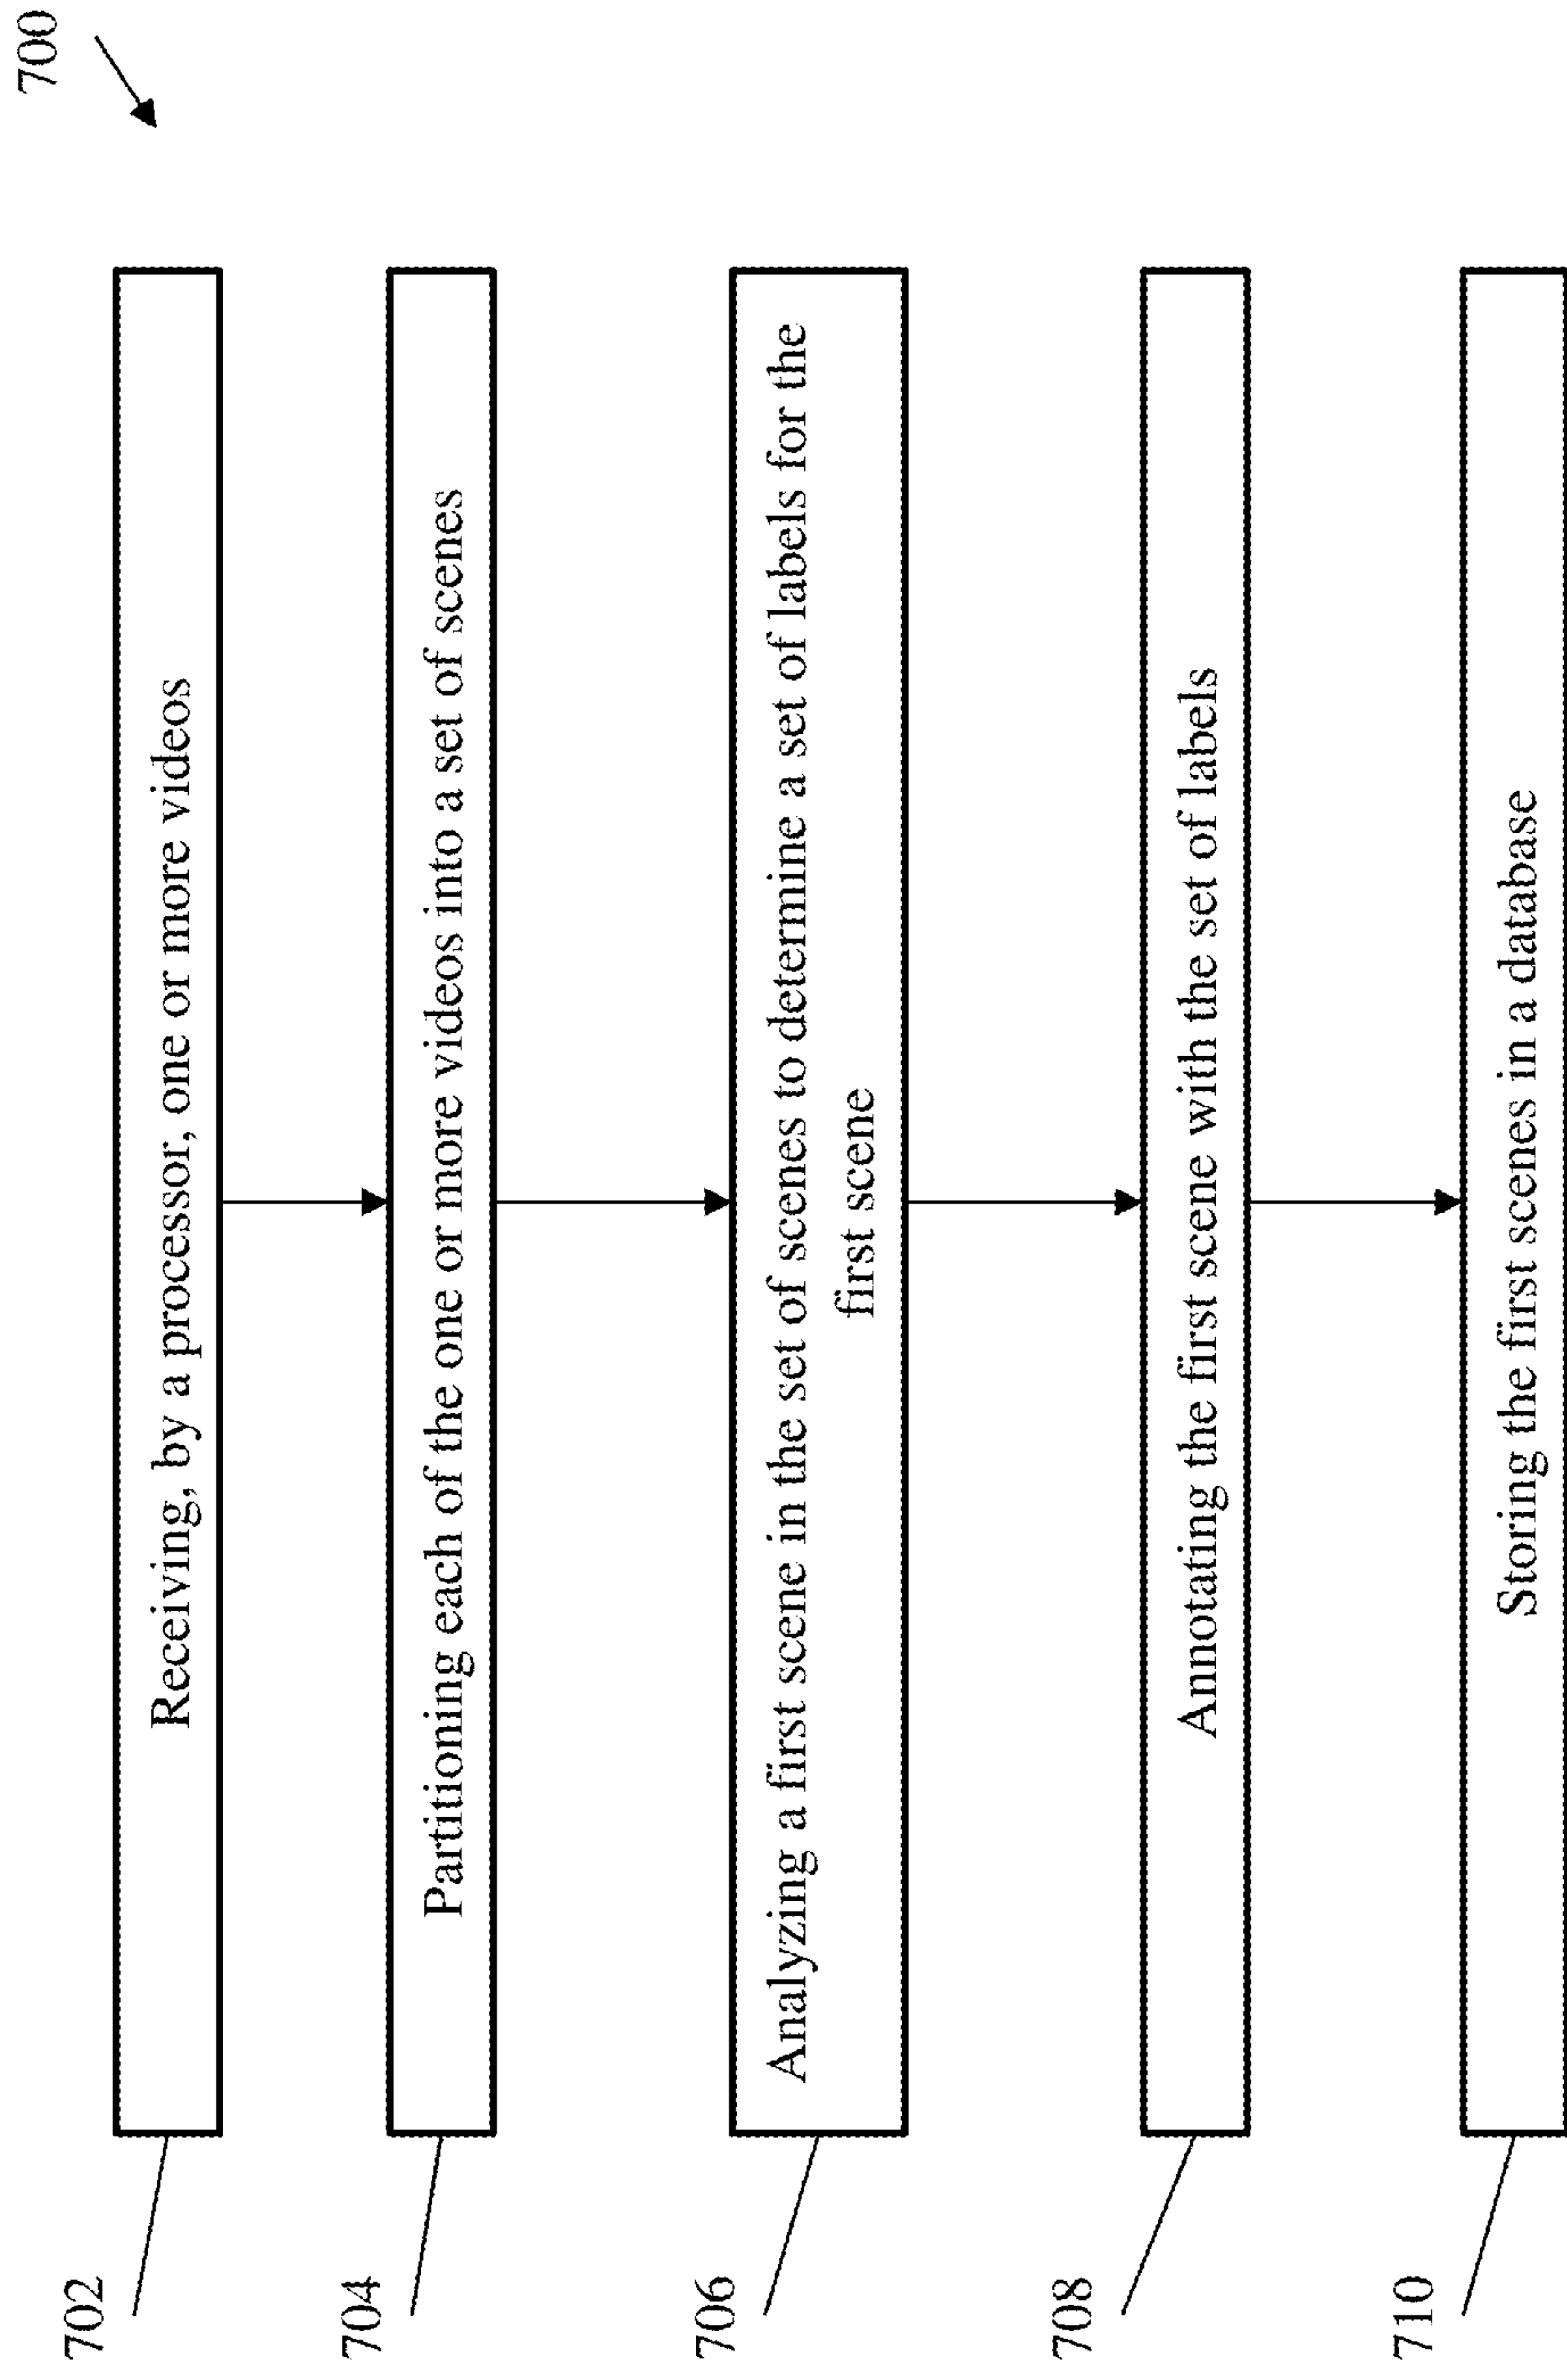 700
702
Receiving, by a processor, one or more videos
704
Partitioning each of the one or more videos into a set of scenes
706
Analyzing a first scene in the set of scenes to determine a set of labels for the
first scene
708
Annotating the first scene with the set of labels
710
Storing the first scenes in a database